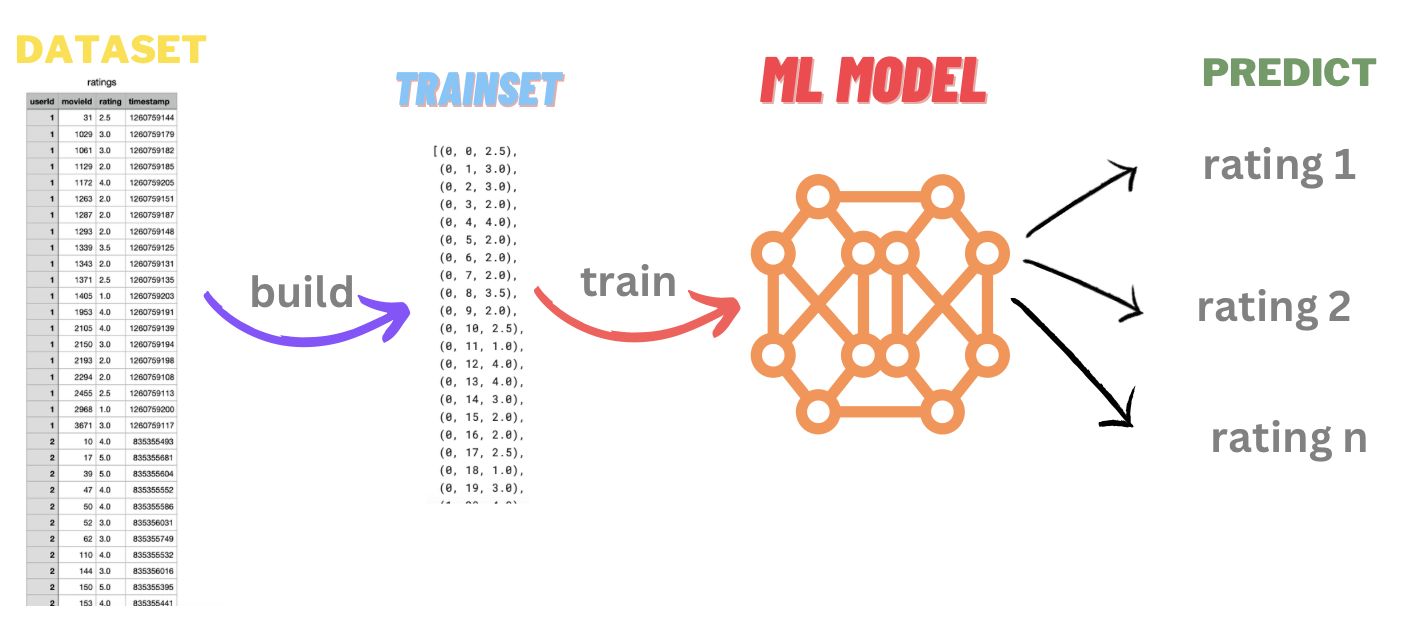 DATASET
ratings
userId movieId rating timestamp
1 31 2.5 1260759144
1 1029 3.0 1260759179
1 1061 3.0 1260759182
1 1129 2.0 1260759185
1 1172 4.0 1260759205
1 1263 2.0 1260759151
1 1287 2.0 1260759187
1 1293 2.0 1260759148
1 1339 3.5 1260759125
1 1343 2.0 1260759131
1 1371 2.5 1260759135
1 1405 1.0 1260759203
1 1953 4.0 1260759191
1 2105 4.0 1260759139
1 2150 3.0 1260759194
1 2193 2.0 1260759198
1 2294 2.0 1260759108
1 2455 2.5 1260759113
1 2968 1.0 1260759200
1 3671 3.0 1260759117
2 10 4.0 835355493
2 17 5.0 835355681
2 39 5.0 835355604
2 47 4.0 835355552
2 50 4.0 835355586
2 52 3.0 835356031
2 62 3.0 835355749
2 110 4.0 835355532
2 144 3.0 835356016
2 150 5.0 835355395
2 153 4.0 835355441
build
TRAINSET
[(0, 0, 2.5),
(0, 1, 3.0),
(0, 2, 3.0),
(0, 3, 2.0),
(0, 4, 4.0),
(0, 5, 2.0),
(0, 6, 2.0),
(0, 7, 2.0),
(0, 8, 3.5),
(0, 9, 2.0),
(0, 10, 2.5),
(0, 11, 1.0),
(0, 12, 4.0),
(0, 13, 4.0),
(0, 14, 3.0),
(0, 15, 2.0),
(0, 16, 2.0),
(0, 17, 2.5),
(0, 18, 1.0),
(0, 19, 3.0),
train
ML MODEL
PREDICT
rating 1
rating 2
rating n